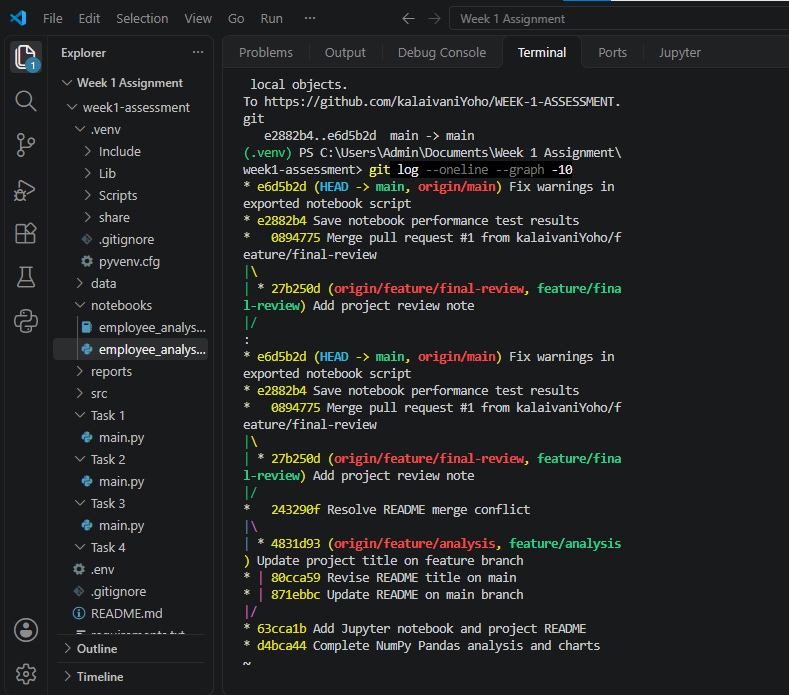 File Edit Selection View Go Run ··· ← → Week 1 Assignment
Explorer ···
1
Week 1 Assignment
week1-assessment
.venv
Include
Lib
Scripts
share
.gitignore
pyvenv.cfg
data
notebooks
employee_analys...
employee_analys...
reports
src
Task 1
main.py
Task 2
main.py
Task 3
main.py
Task 4
.env
.gitignore
README.md
requirements.txt
Outline
Timeline
Problems Output Debug Console Terminal Ports Jupyter
local objects.
To https://github.com/kalaivaniYoho/WEEK-1-ASSESSMENT.
git
e2882b4..e6d5b2d  main -> main
(.venv) PS C:\Users\Admin\Documents\Week 1 Assignment\
week1-assessment> git log --oneline --graph -10
* e6d5b2d (HEAD -> main, origin/main) Fix warnings in
exported notebook script
* e2882b4 Save notebook performance test results
*   0894775 Merge pull request #1 from kalaivaniYoho/f
eature/final-review
|\
| * 27b250d (origin/feature/final-review, feature/fina
l-review) Add project review note
|/
:
* e6d5b2d (HEAD -> main, origin/main) Fix warnings in
exported notebook script
* e2882b4 Save notebook performance test results
*   0894775 Merge pull request #1 from kalaivaniYoho/f
eature/final-review
|\
| * 27b250d (origin/feature/final-review, feature/fina
l-review) Add project review note
|/
*   243290f Resolve README merge conflict
|\
| * 4831d93 (origin/feature/analysis, feature/analysis
) Update project title on feature branch
* | 80cca59 Revise README title on main
* | 871ebbc Update README on main branch
|/
* 63cca1b Add Jupyter notebook and project README
* d4bca44 Complete NumPy Pandas analysis and charts
~